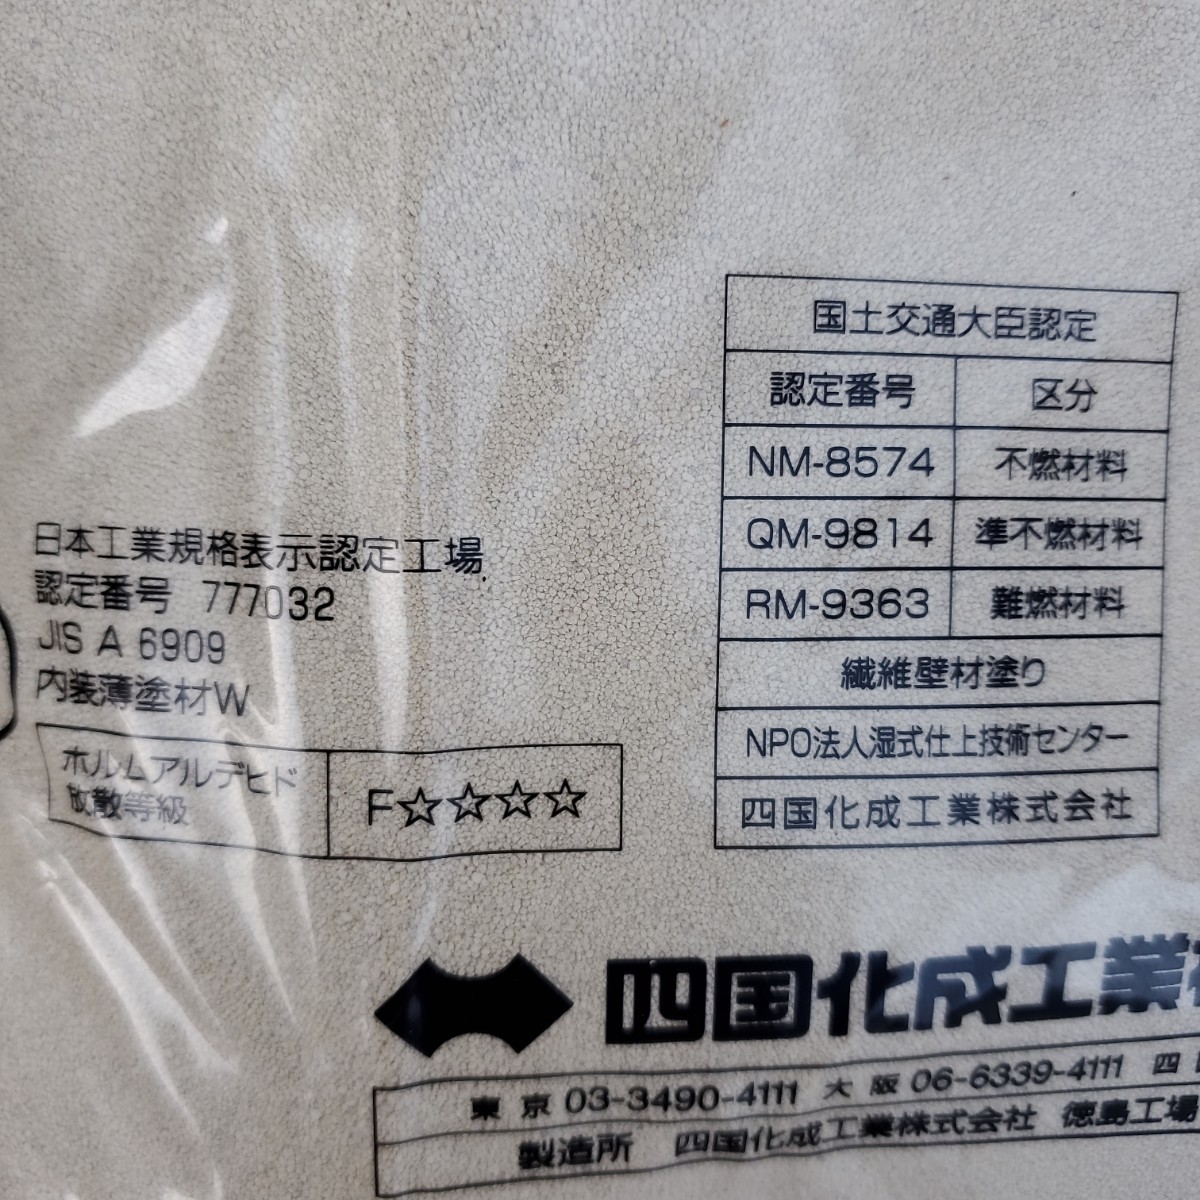 国土交通大臣認定
認定番号 区分
NM-8574 不燃材料
QM-9814 準不燃材料
RM-9363 難燃材料
繊維壁材塗り
NPO法人湿式仕上技術センター
四国化成工業株式会社
日本工業規格表示認定工場
認定番号 777032
JIS A 6909
内装薄塗材W
ホルムアルデヒド
放散等級
F☆☆☆☆
四国化成工業
東京 03-3490-4111 大阪 06-6339-4111 四
製造所 四国化成工業株式会社 徳島工場